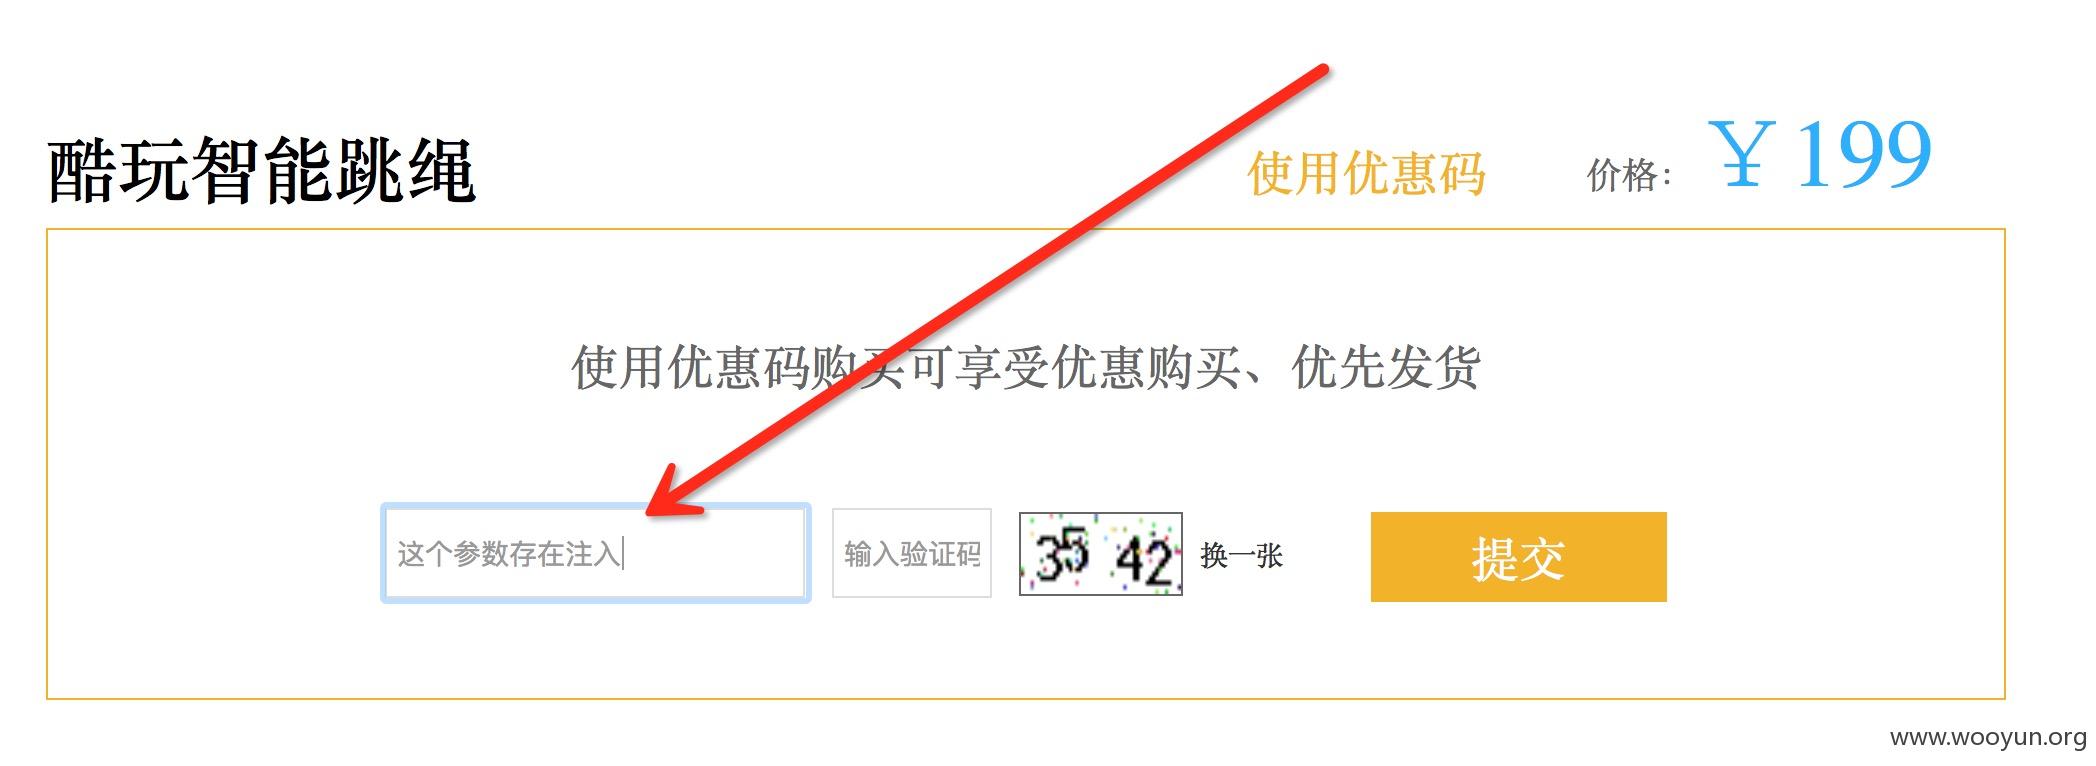 酷玩智能跳绳 使用优惠码 价格：￥199
使用优惠码购买可享受优惠购买、优先发货
这个参数存在注入 输入验证码 3542 换一张 提交
www.wooyun.org